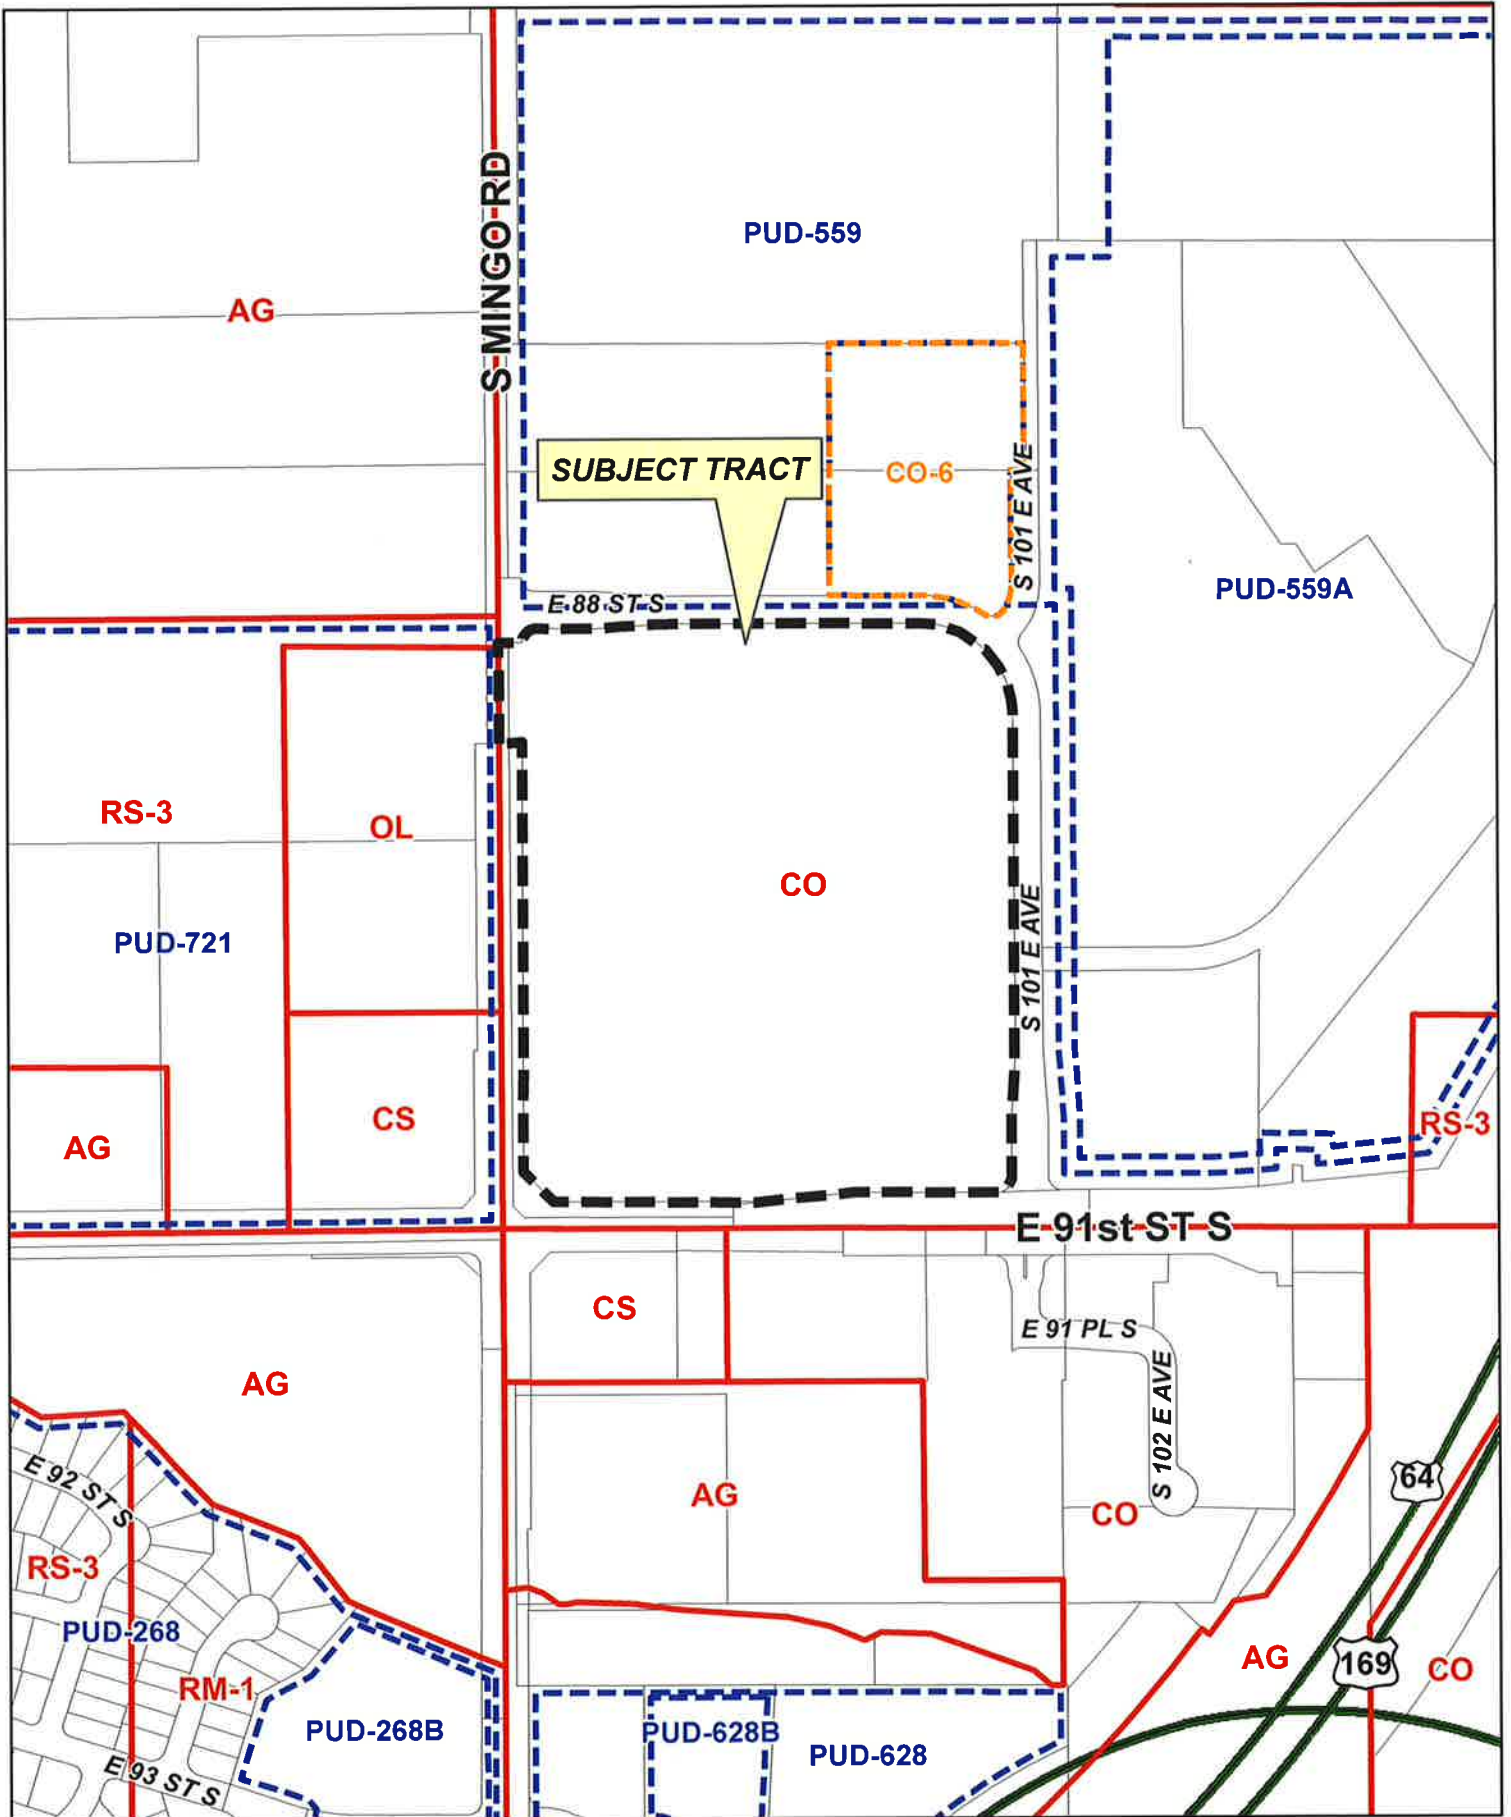 S MINGO RD
PUD-559
AG
SUBJECT TRACT
CO-6
S 101 E AVE
PUD-559A
E 88 ST S
RS-3
OL
CO
PUD-721
S 101 E AVE
CS
AG
RS-3
E 91st ST S
CS
E 91 PL S
AG
S 102 E AVE
E 92 ST S
64
AG
CO
RS-3
PUD-268
AG
169
CO
RM-1
PUD-268B
PUD-628B
PUD-628
E 93 ST S